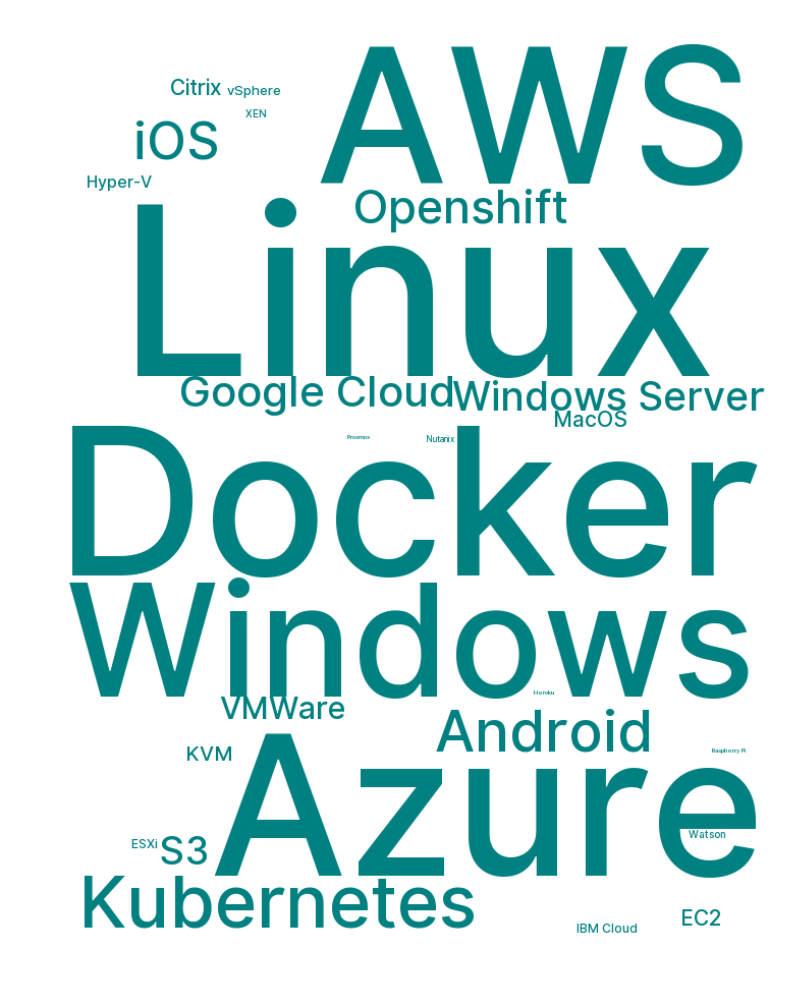 AWS
Citrix vSphere
XEN
iOS
Hyper-V
Openshift
Linux
Google Cloud
Windows Server
MacOS
Proxmox
Nutanix
Docker
Windows
Heroku
VMWare
Android
KVM
Raspberry PI
Azure
Watson
ESXi
S3
Kubernetes
EC2
IBM Cloud